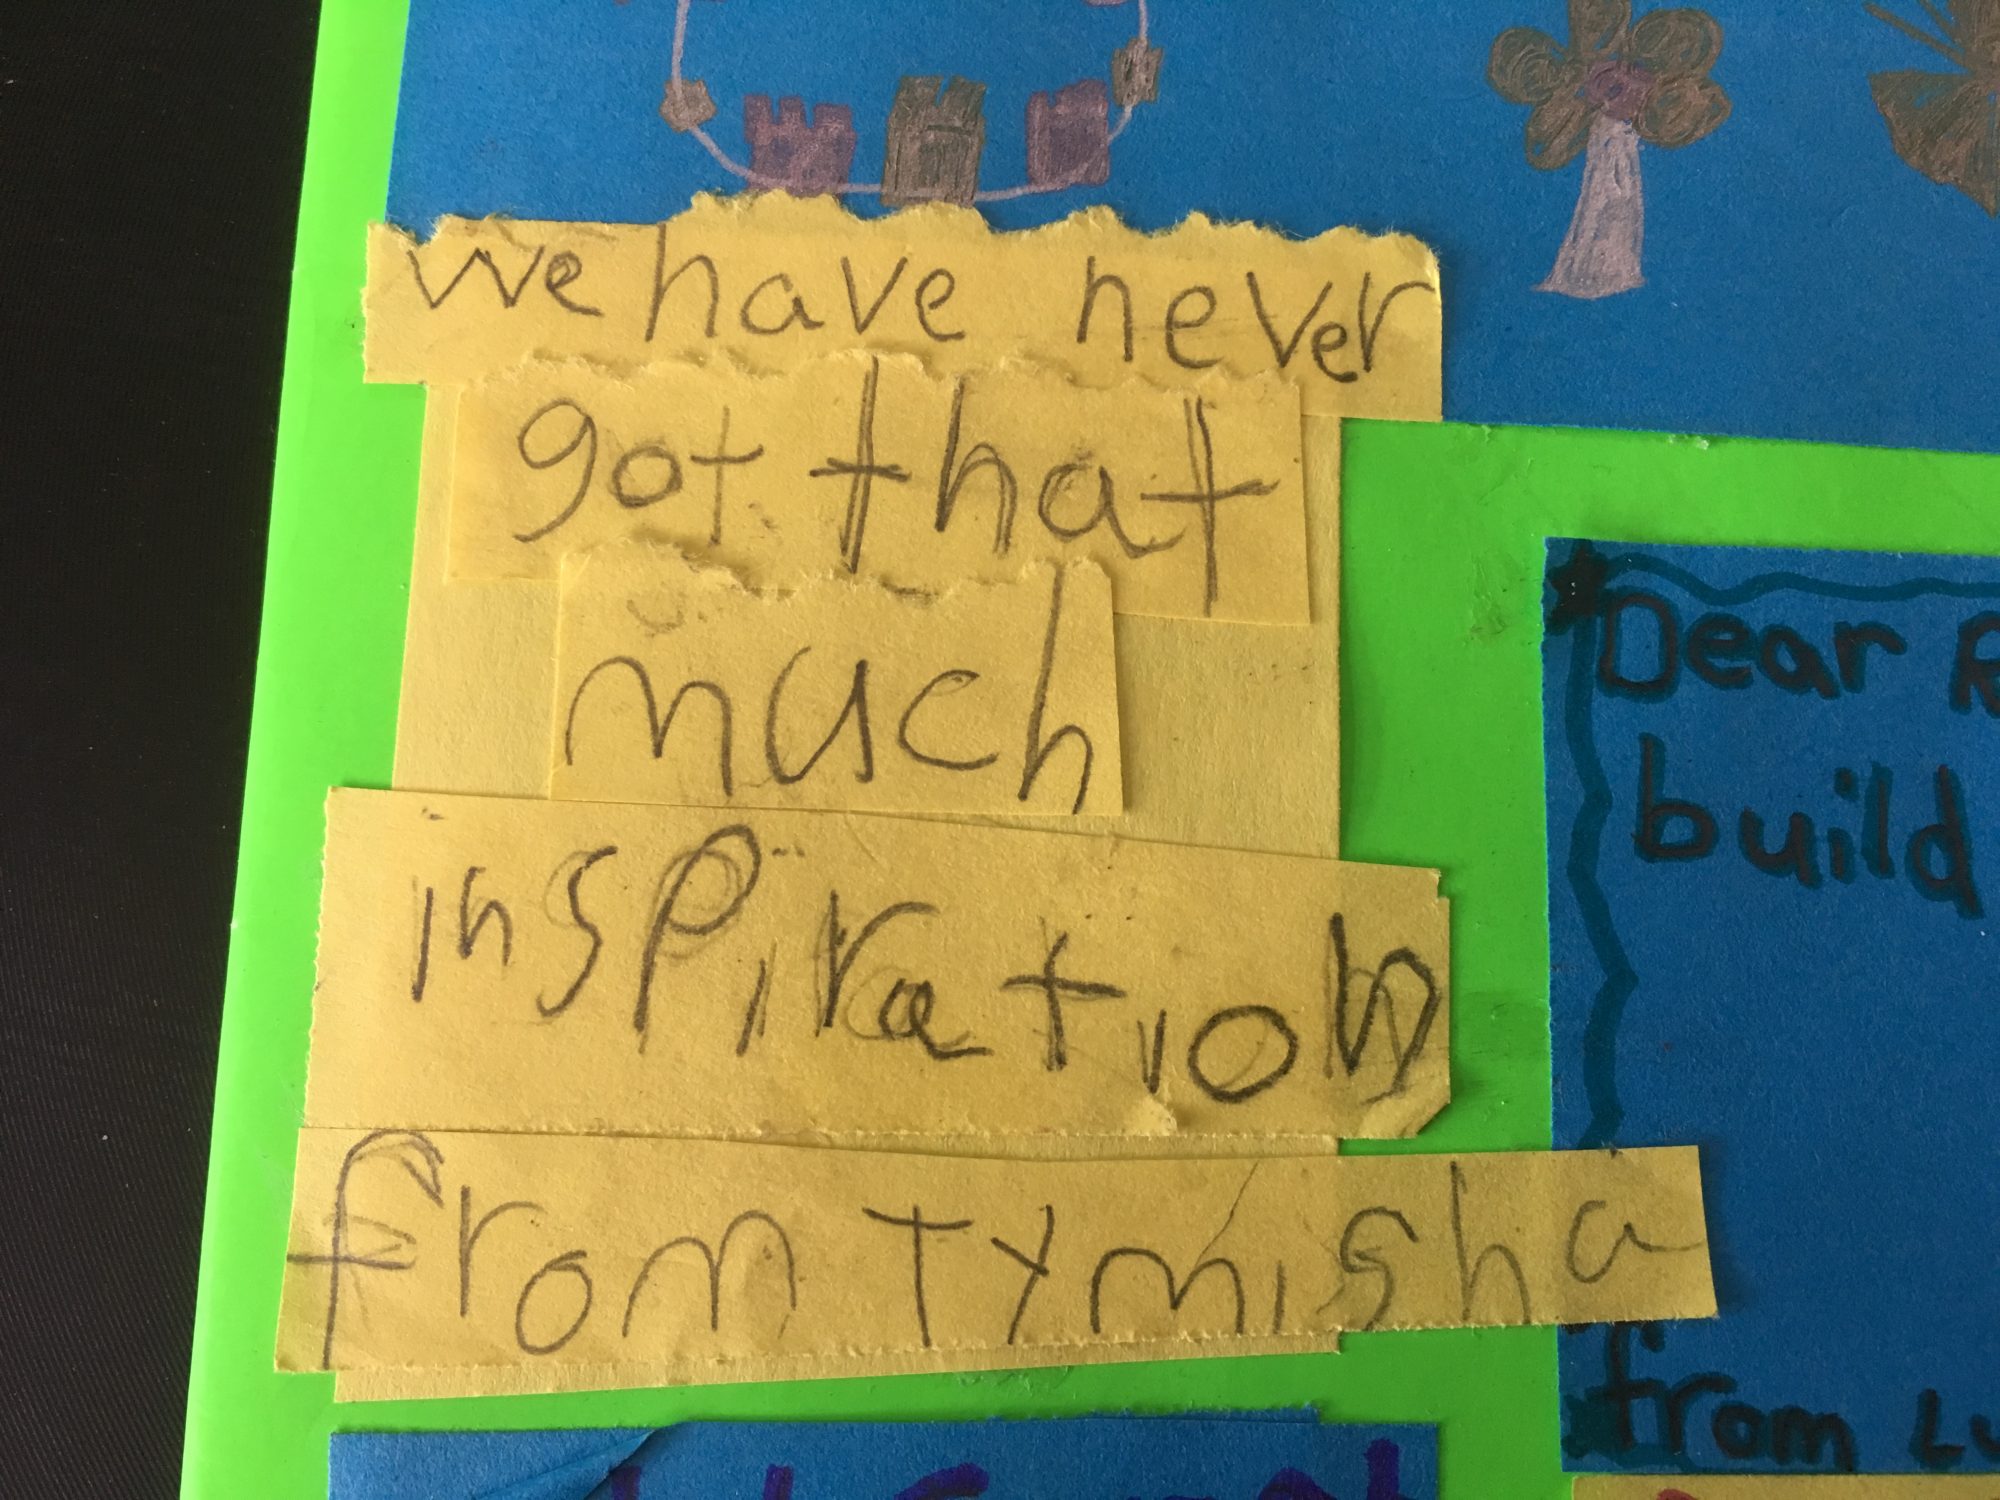 we have never
got that
much
inspiration
from Tymisha
Dear
build
from